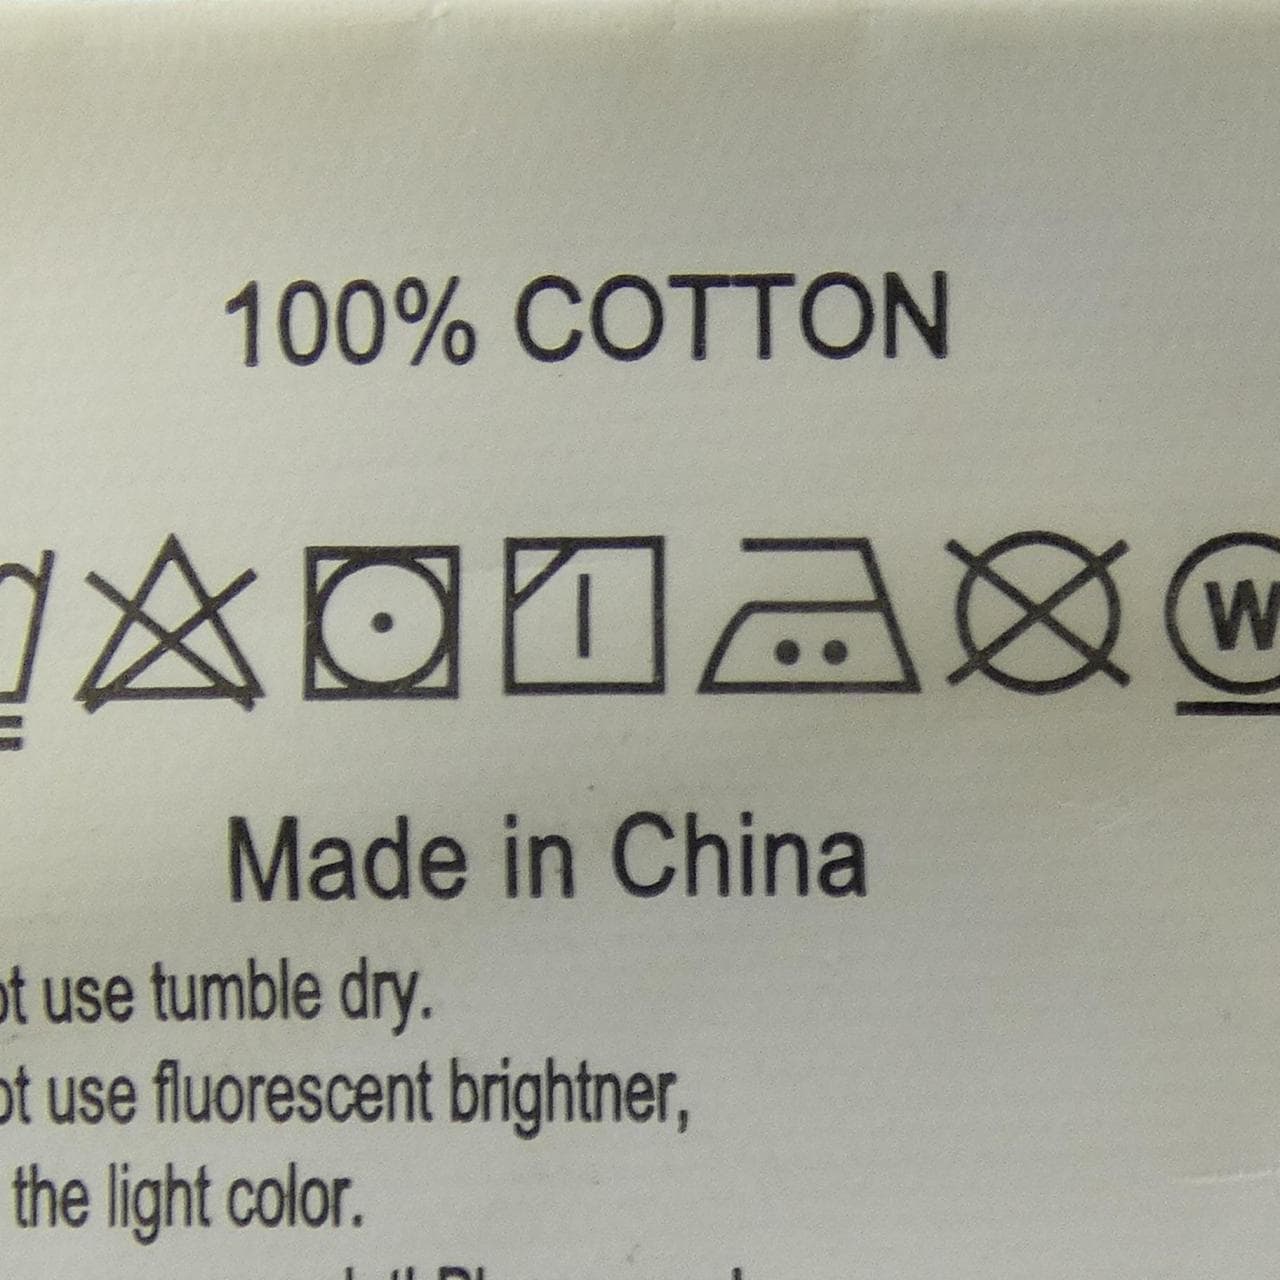 100% COTTON
W
Made in China
use tumble dry.
use fluorescent brightner,
the light color.